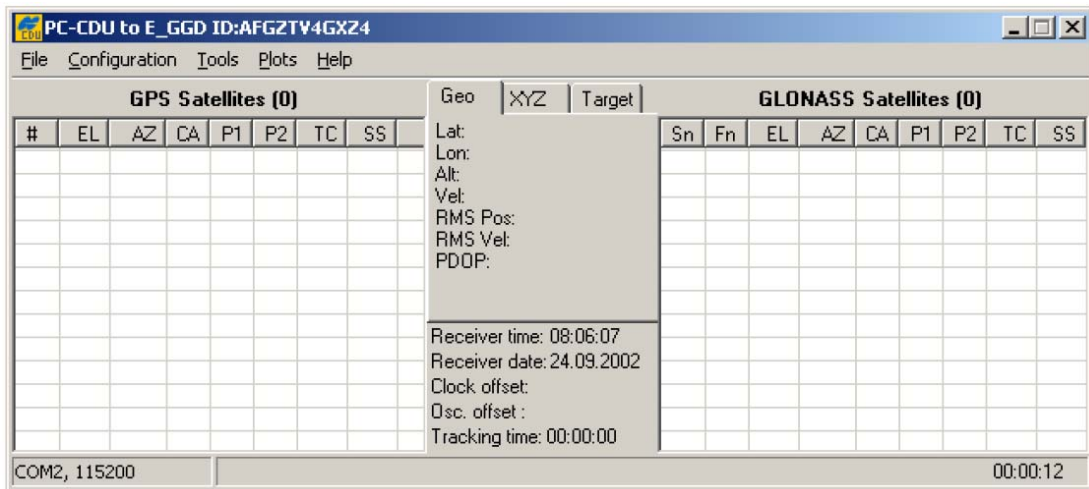 PC-CDU to E_GGD ID:AFGZTV4GXZ4
File Configuration Tools Plots Help
GPS Satellites (0)
# EL AZ CA P1 P2 TC SS
Geo XYZ Target
Lat:
Lon:
Alt:
Vel:
RMS Pos:
RMS Vel:
PDOP:
Receiver time: 08:06:07
Receiver date: 24.09.2002
Clock offset:
Osc. offset :
Tracking time: 00:00:00
GLONASS Satellites (0)
Sn Fn EL AZ CA P1 P2 TC SS
COM2, 115200
00:00:12